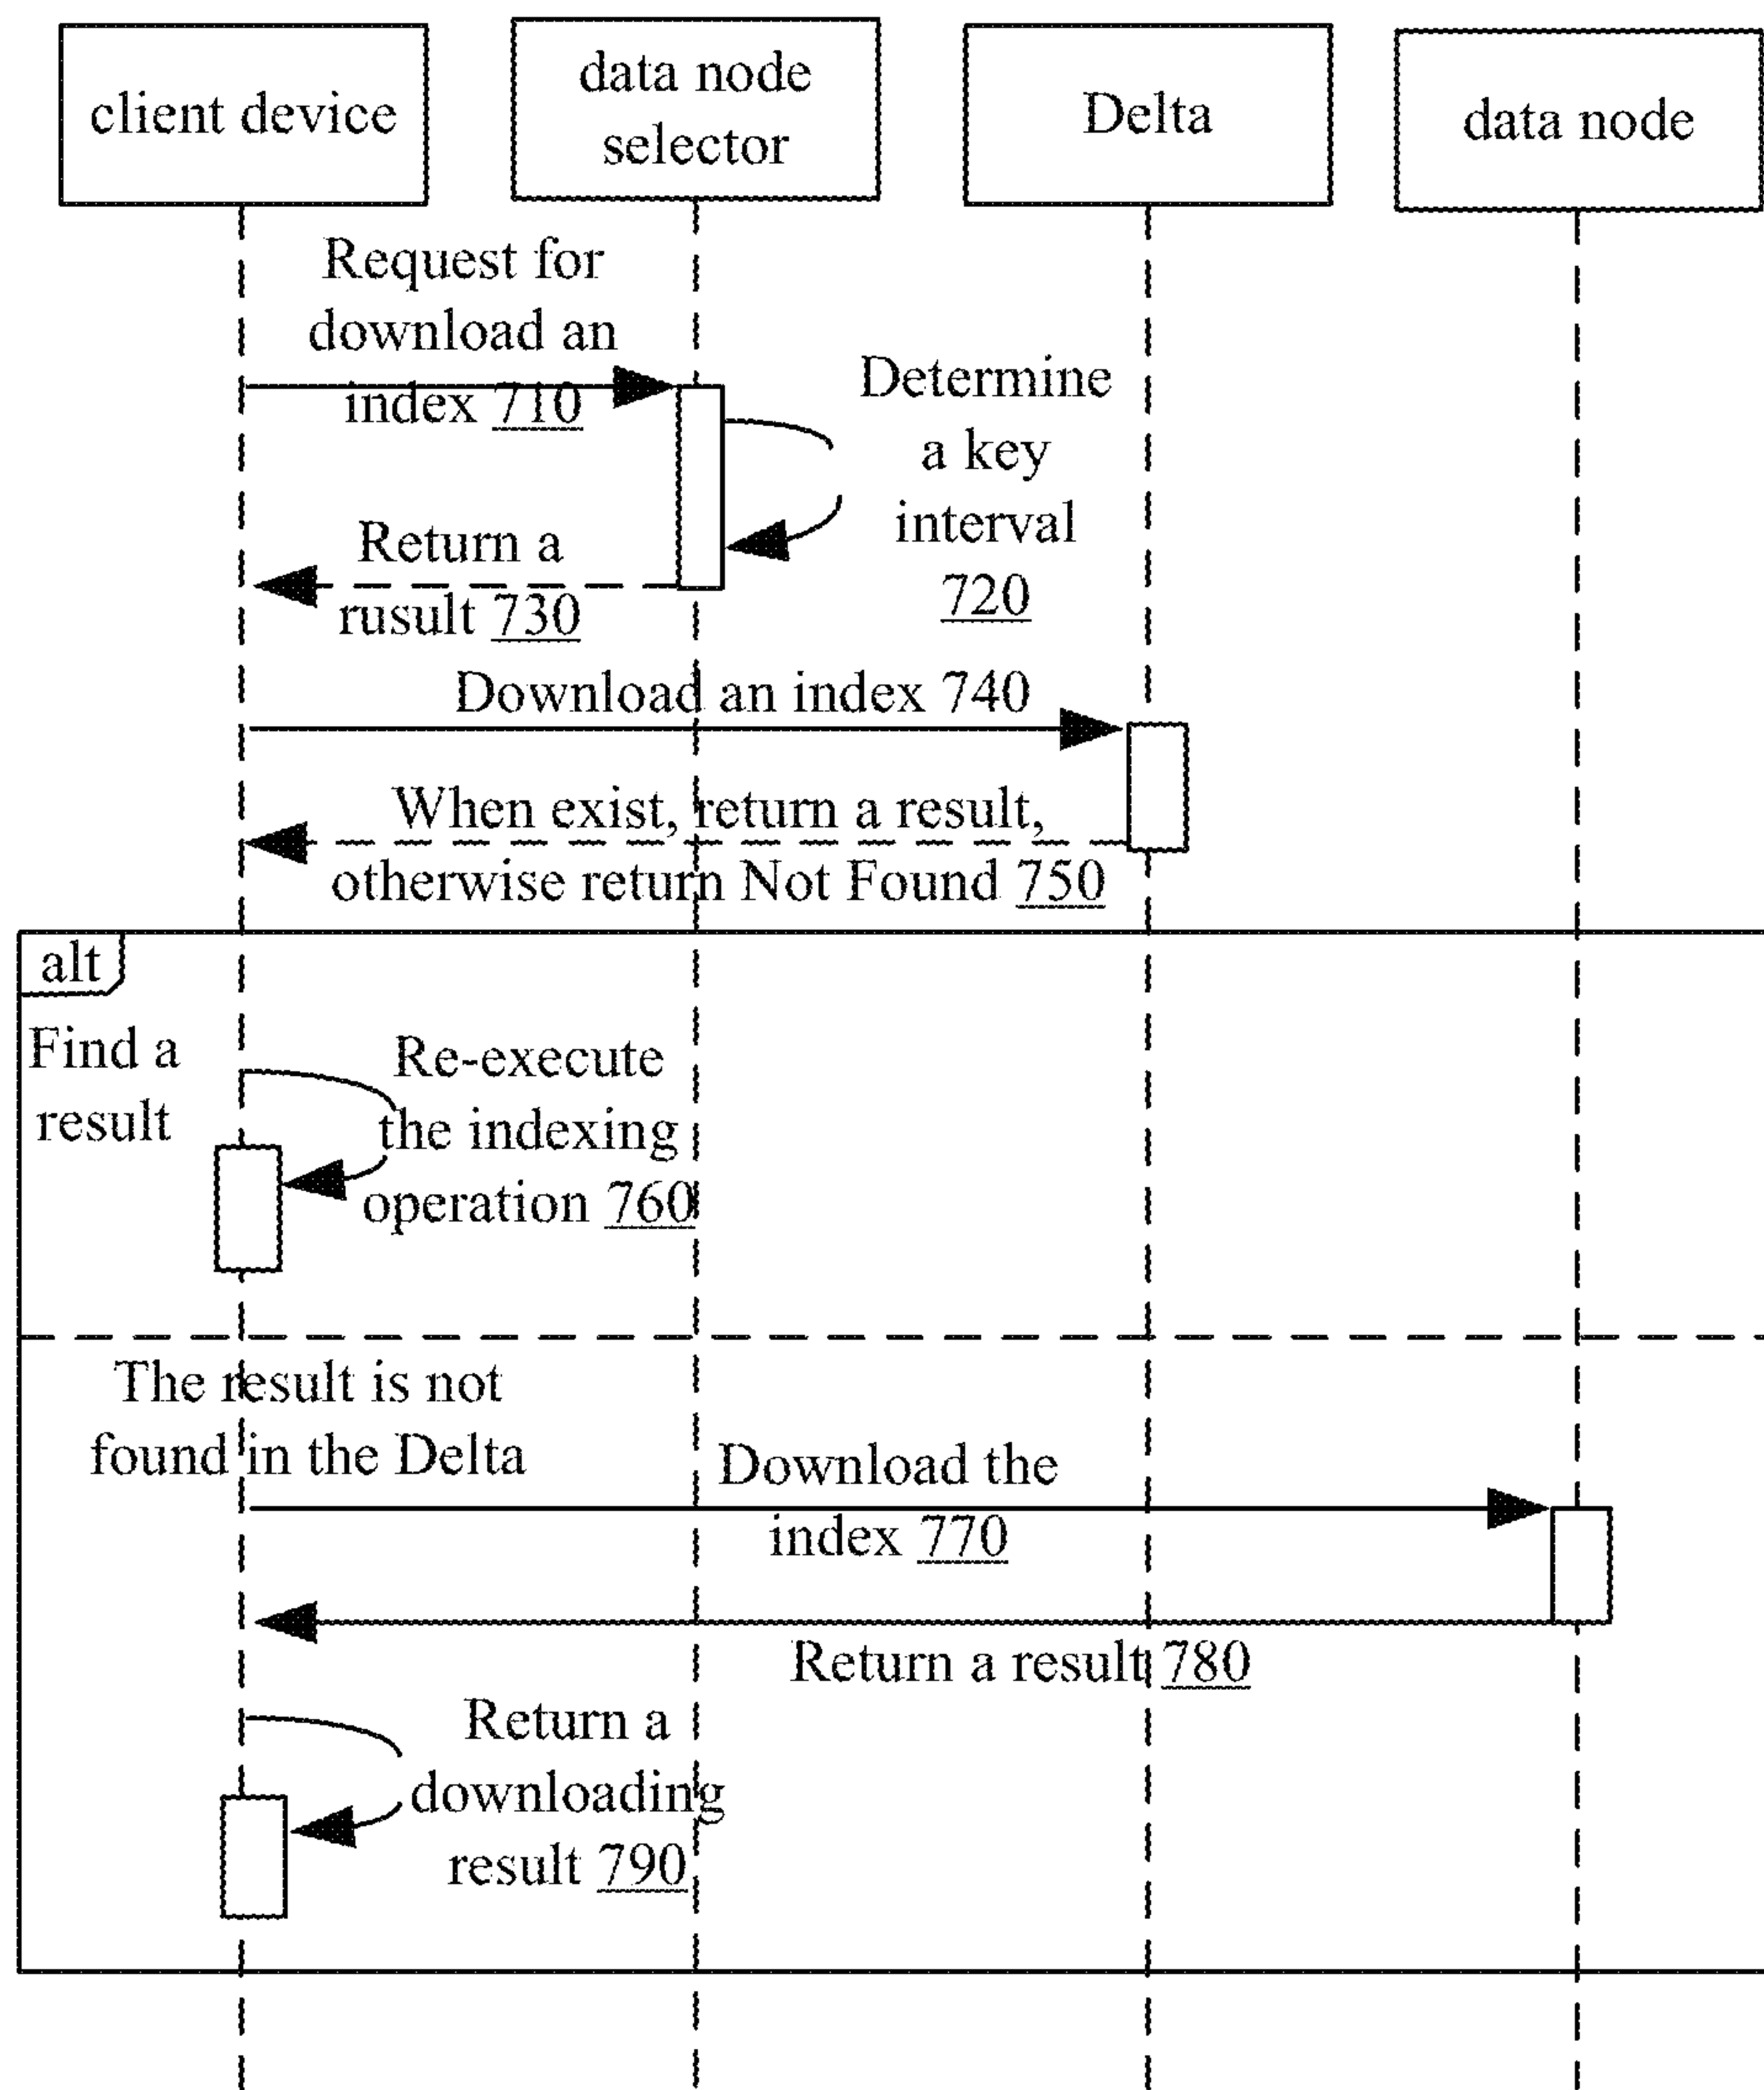 client device
data node
selector
Delta
data node
Request for
download an
index 710
Determine
a key
interval
720
Return a
rusult 730
Download an index 740
When exist, return a result,
otherwise return Not Found 750
alt
Find a
result
Re-execute
the indexing
operation 760
The result is not
found in the Delta
Download the
index 770
Return a result 780
Return a
downloading
result 790